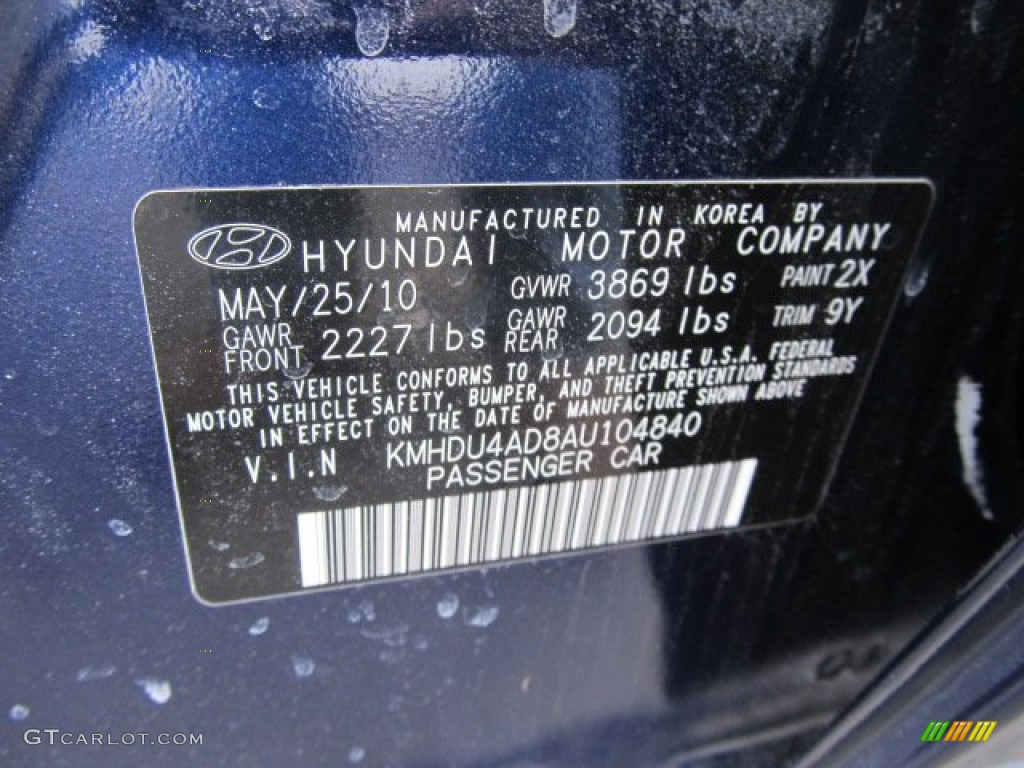 MANUFACTURED IN KOREA BY
HYUNDAI MOTOR COMPANY
MAY/25/10 GVWR 3869 lbs PAINT 2X
GAWR FRONT 2227 lbs GAWR REAR 2094 lbs TRIM 9Y
THIS VEHICLE CONFORMS TO ALL APPLICABLE U.S.A. FEDERAL
MOTOR VEHICLE SAFETY, BUMPER, AND THEFT PREVENTION STANDARDS
IN EFFECT ON THE DATE OF MANUFACTURE SHOWN ABOVE
V.I.N KMHDU4AD8AU104840
PASSENGER CAR
GTCARLOT.COM